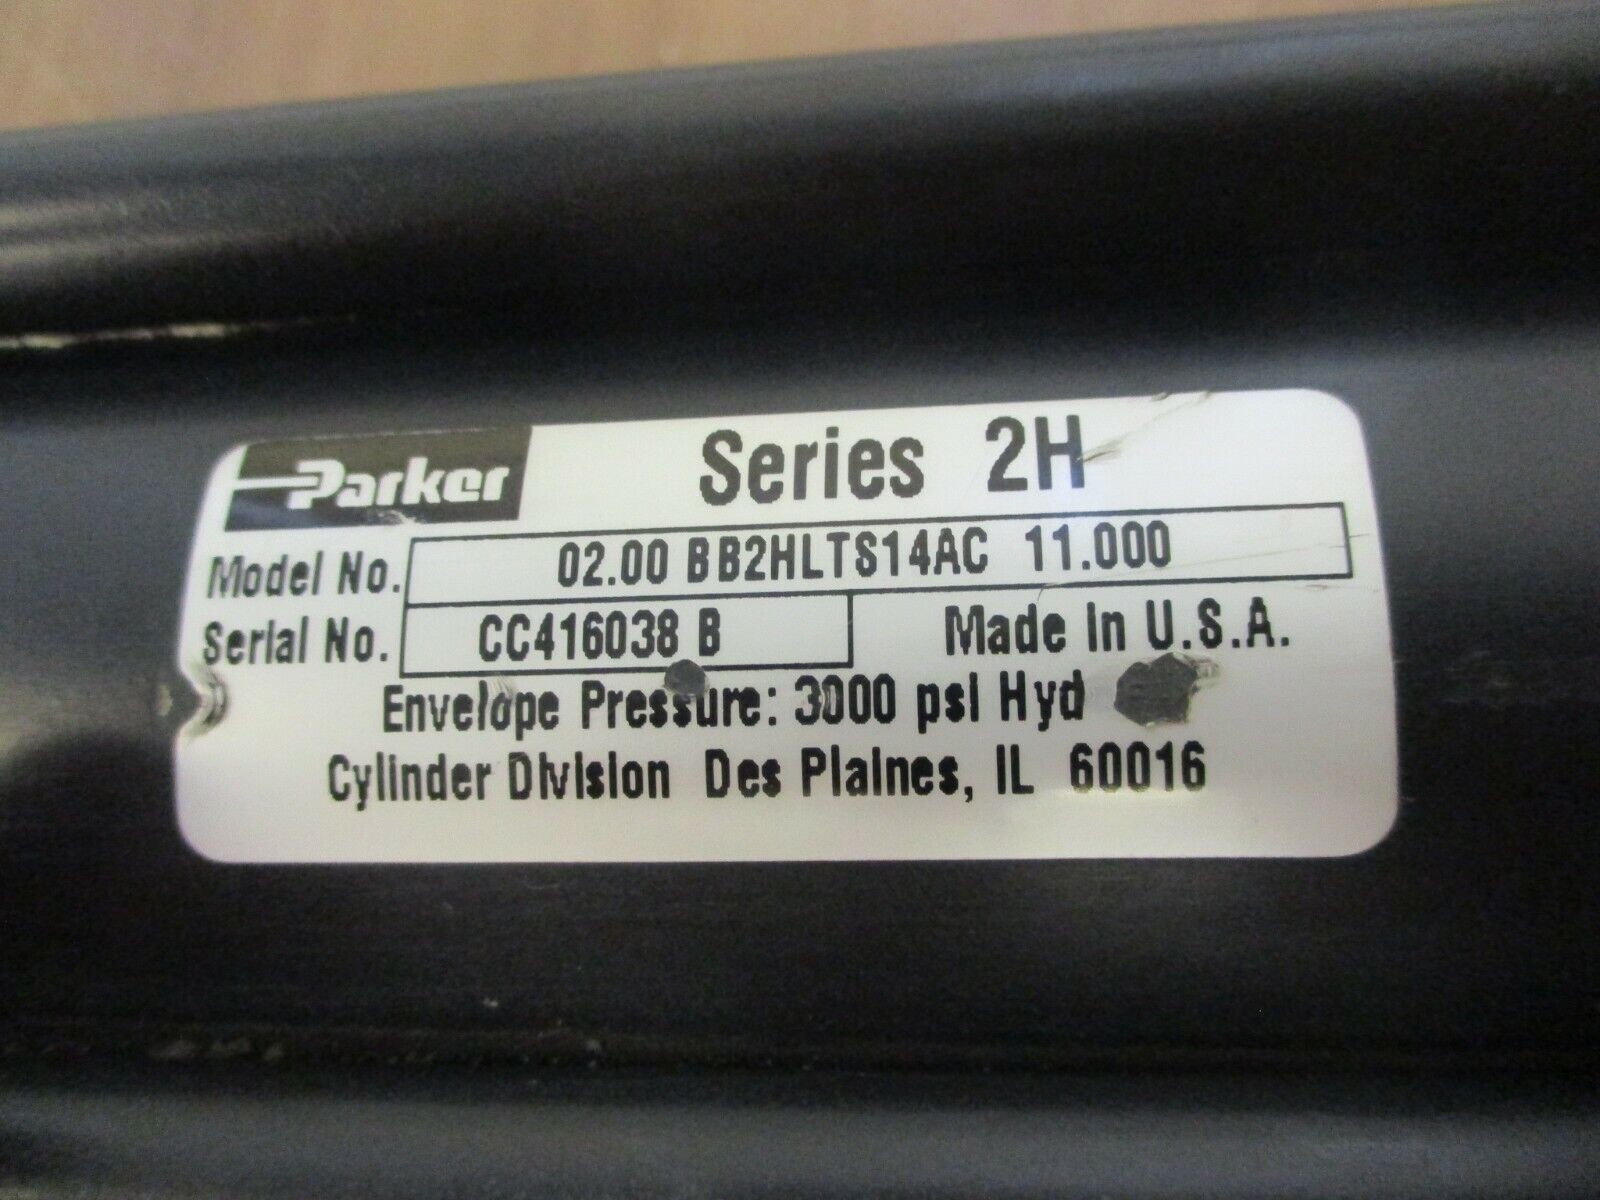 Parker Series 2H
Model No. 02.00 BB2HLTS14AC 11.000
Serial No. CC416038 B Made In U.S.A.
Envelope Pressure: 3000 psi Hyd
Cylinder Division Des Plaines, IL 60016